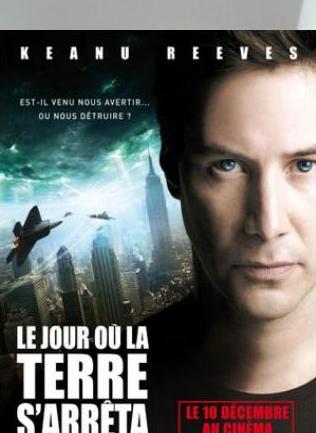 KEANU REEVES
EST-IL VENU NOUS AVERTIR...
OU NOUS DÉTRUIRE ?
LE JOUR OÙ LA
TERRE
S'ARRÊTA
LE 10 DÉCEMBRE
AU CINÉMA